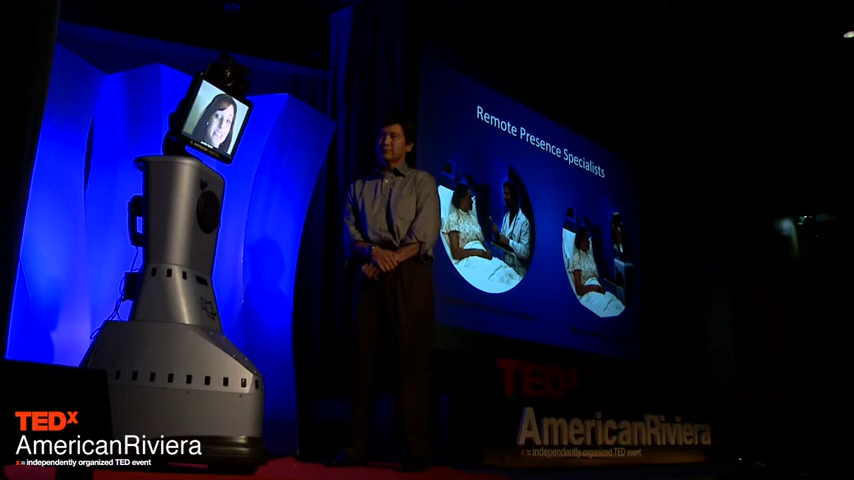 Remote Presence Specialists
TEDx
AmericanRiviera
x = independently organized TED event
TEDx
AmericanRiviera
x = independently organized TED event